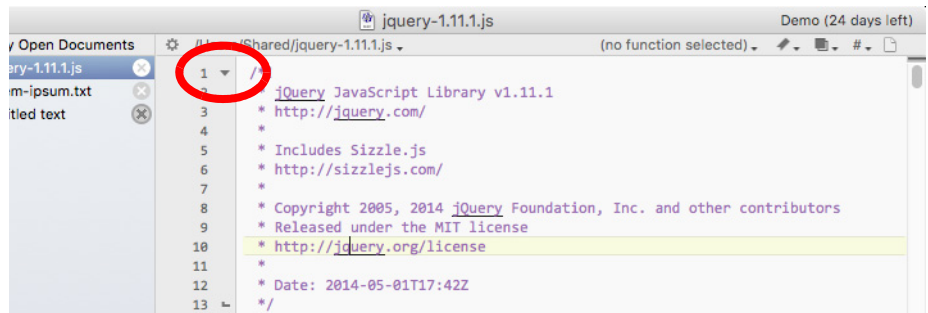 jquery-1.11.1.js Demo (24 days left)
y Open Documents /Shared/jquery-1.11.1.js (no function selected) #
ery-1.11.1.js
em-ipsum.txt
itled text
1 /*
2 * jQuery JavaScript Library v1.11.1
3 * http://jquery.com/
4 *
5 * Includes Sizzle.js
6 * http://sizzlejs.com/
7 *
8 * Copyright 2005, 2014 jQuery Foundation, Inc. and other contributors
9 * Released under the MIT license
10 * http://jquery.org/license
11 *
12 * Date: 2014-05-01T17:42Z
13 */